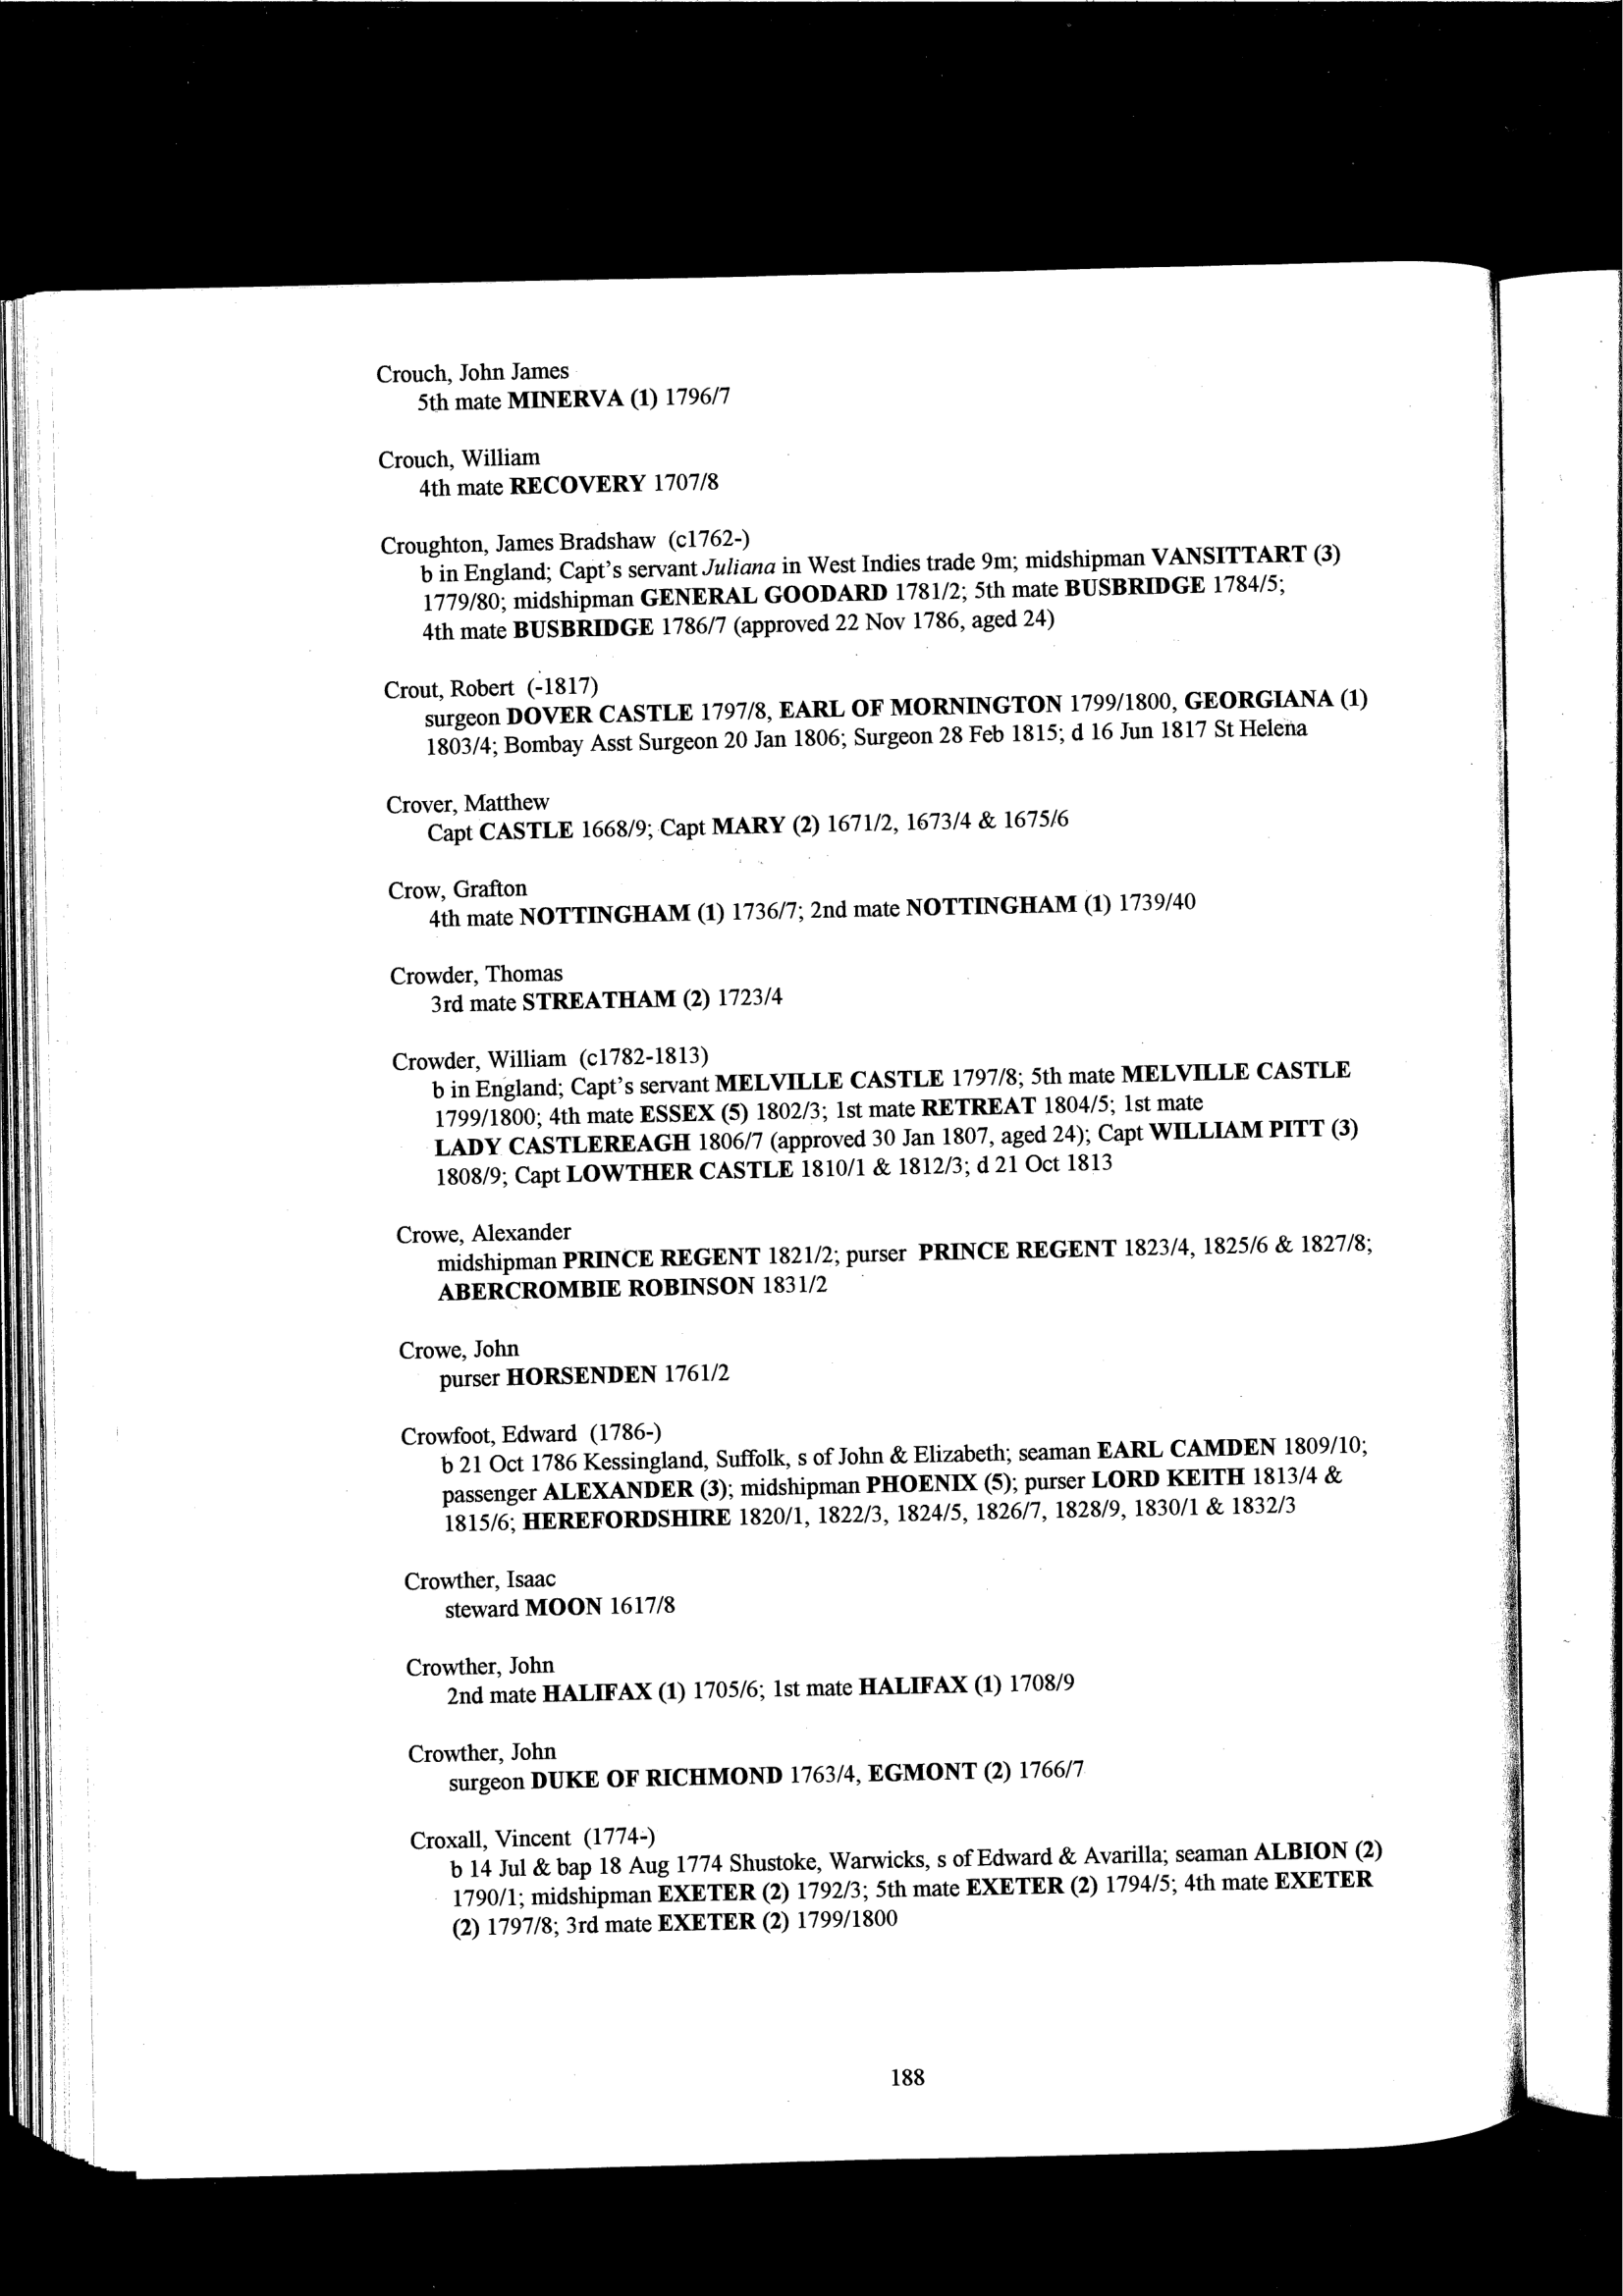 Crouch, John James
5th mate MINERVA (1) 1796/7
Crouch, William
4th mate RECOVERY 1707/8
Croughton, James Bradshaw (c1762-)
b in England; Capt's servant Juliana in West Indies trade 9m; midshipman VANSITTART (3)
1779/80; midshipman GENERAL GOODARD 1781/2; 5th mate BUSBRIDGE 1784/5;
4th mate BUSBRIDGE 1786/7 (approved 22 Nov 1786, aged 24)
Crout, Robert (-1817)
surgeon DOVER CASTLE 1797/8, EARL OF MORNINGTON 1799/1800, GEORGIANA (1)
1803/4; Bombay Asst Surgeon 20 Jan 1806; Surgeon 28 Feb 1815; d 16 Jun 1817 St Helena
Crover, Matthew
Capt CASTLE 1668/9; Capt MARY (2) 1671/2, 1673/4 & 1675/6
Crow, Grafton
4th mate NOTTINGHAM (1) 1736/7; 2nd mate NOTTINGHAM (1) 1739/40
Crowder, Thomas
3rd mate STREATHAM (2) 1723/4
Crowder, William (c1782-1813)
b in England; Capt's servant MELVILLE CASTLE 1797/8; 5th mate MELVILLE CASTLE
1799/1800; 4th mate ESSEX (5) 1802/3; 1st mate RETREAT 1804/5; 1st mate
LADY CASTLEREAGH 1806/7 (approved 30 Jan 1807, aged 24); Capt WILLIAM PITT (3)
1808/9; Capt LOWTHER CASTLE 1810/1 & 1812/3; d 21 Oct 1813
Crowe, Alexander
midshipman PRINCE REGENT 1821/2; purser PRINCE REGENT 1823/4, 1825/6 & 1827/8;
ABERCROMBIE ROBINSON 1831/2
Crowe, John
purser HORSENDEN 1761/2
Crowfoot, Edward (1786-)
b 21 Oct 1786 Kessingland, Suffolk, s of John & Elizabeth; seaman EARL CAMDEN 1809/10;
passenger ALEXANDER (3); midshipman PHOENIX (5); purser LORD KEITH 1813/4 &
1815/6; HEREFORDSHIRE 1820/1, 1822/3, 1824/5, 1826/7, 1828/9, 1830/1 & 1832/3
Crowther, Isaac
steward MOON 1617/8
Crowther, John
2nd mate HALIFAX (1) 1705/6; 1st mate HALIFAX (1) 1708/9
Crowther, John
surgeon DUKE OF RICHMOND 1763/4, EGMONT (2) 1766/7
Croxall, Vincent (1774-)
b 14 Jul & bap 18 Aug 1774 Shustoke, Warwicks, s of Edward & Avarilla; seaman ALBION (2)
1790/1; midshipman EXETER (2) 1792/3; 5th mate EXETER (2) 1794/5; 4th mate EXETER
(2) 1797/8; 3rd mate EXETER (2) 1799/1800
188